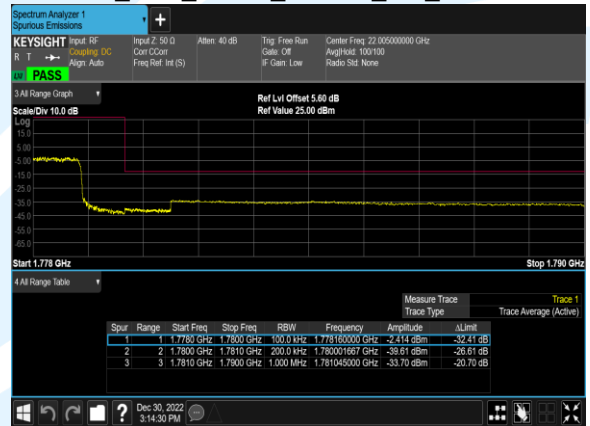 Spectrum Analyzer 1
Spurious Emissions
KEYSIGHT Input: RF Input Z: 50 Ω Atten: 40 dB Trig: Free Run Center Freq: 22.005000000 GHz
R T Coupling: DC Corr CCorr Gate: Off Avg|Hold: 100/100
Align: Auto Freq Ref: Int (S) IF Gain: Low Radio Std: None
PASS
3 All Range Graph
Ref Lvl Offset 5.60 dB
Scale/Div 10.0 dB Ref Value 25.00 dBm
Log
15.0
5.00
-5.00
-15.0
-25.0
-35.0
-45.0
-55.0
-65.0
Start 1.778 GHz Stop 1.790 GHz
4 All Range Table
Measure Trace Trace 1
Trace Type Trace Average (Active)
Spur Range Start Freq Stop Freq RBW Frequency Amplitude ΔLimit
1 1 1.7780 GHz 1.7800 GHz 100.0 kHz 1.778160000 GHz -2.414 dBm -32.41 dB
2 2 1.7800 GHz 1.7810 GHz 200.0 kHz 1.780001667 GHz -39.61 dBm -26.61 dB
3 3 1.7810 GHz 1.7900 GHz 1.000 MHz 1.781045000 GHz -33.70 dBm -20.70 dB
Dec 30, 2022
3:14:30 PM